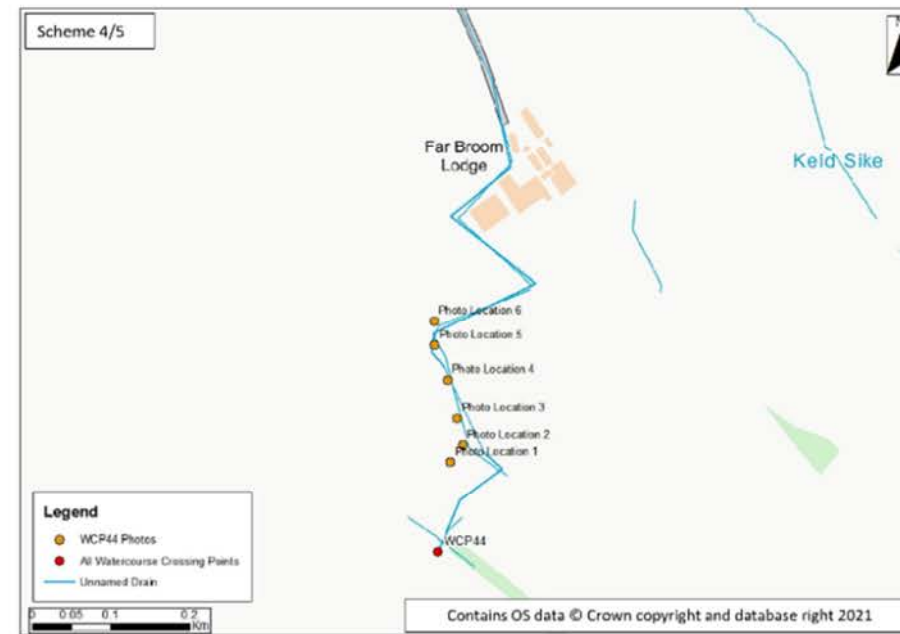 Scheme 4/5
N
Far Broom
Lodge
Keld Sike
Photo Location 6
Photo Location 5
Photo Location 4
Photo Location 3
Photo Location 2
Photo Location 1
WCP44
Legend
WCP44 Photos
All Watercourse Crossing Points
Unnamed Drain
0 0.05 0.1 0.2
Km
Contains OS data © Crown copyright and database right 2021